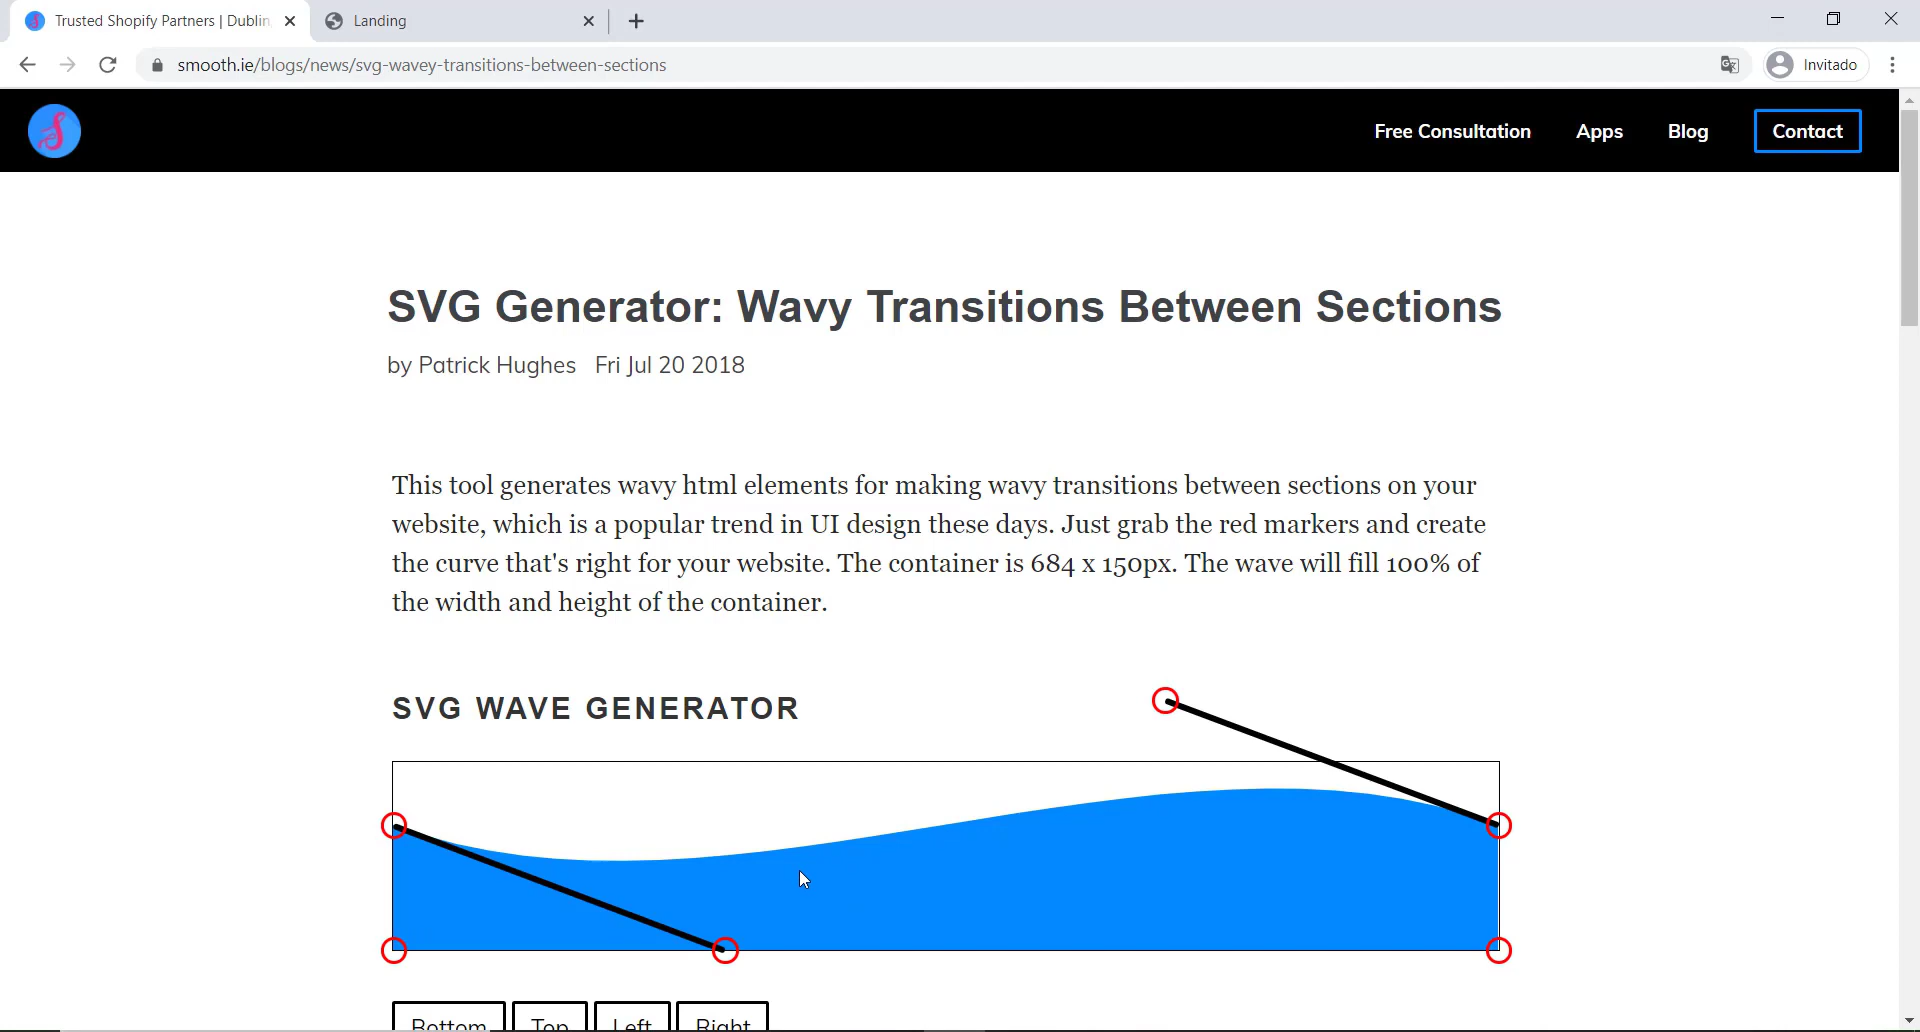 Trusted Shopify Partners | Dublin
Landing
smooth.ie/blogs/news/svg-wavey-transitions-between-sections
Invitado
Free Consultation
Apps
Blog
Contact
SVG Generator: Wavy Transitions Between Sections
by Patrick Hughes Fri Jul 20 2018
This tool generates wavy html elements for making wavy transitions between sections on your
website, which is a popular trend in UI design these days. Just grab the red markers and create
the curve that's right for your website. The container is 684 x 150px. The wave will fill 100% of
the width and height of the container.
SVG WAVE GENERATOR
Bottom
Top
Left
Right